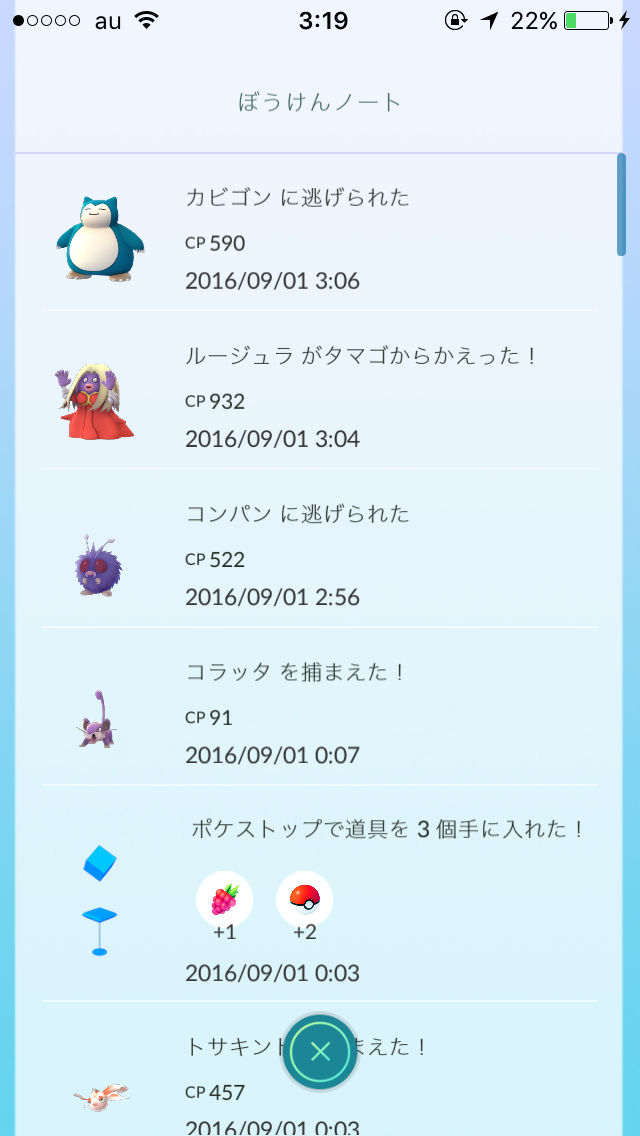 au 3:19 22%
ぼうけんノート
カビゴン に逃げられた
CP 590
2016/09/01 3:06
ルージュラ がタマゴからかえった！
CP 932
2016/09/01 3:04
コンパン に逃げられた
CP 522
2016/09/01 2:56
コラッタ を捕まえた！
CP 91
2016/09/01 0:07
ポケストップで道具を 3 個手に入れた！
+1 +2
2016/09/01 0:03
トサキント まえた！
CP 457
2016/09/01 0:03